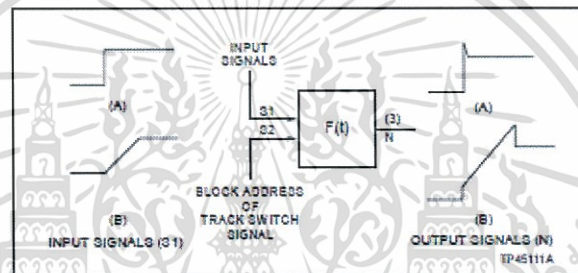 INPUT
SIGNALS
(A)
(B)
INPUT SIGNALS (S1)
S1
S2
F(t)
(3)
N
BLOCK ADDRESS
OF
TRACK SWITCH
SIGNAL
(A)
(B)
OUTPUT SIGNALS (N)
TP45111A